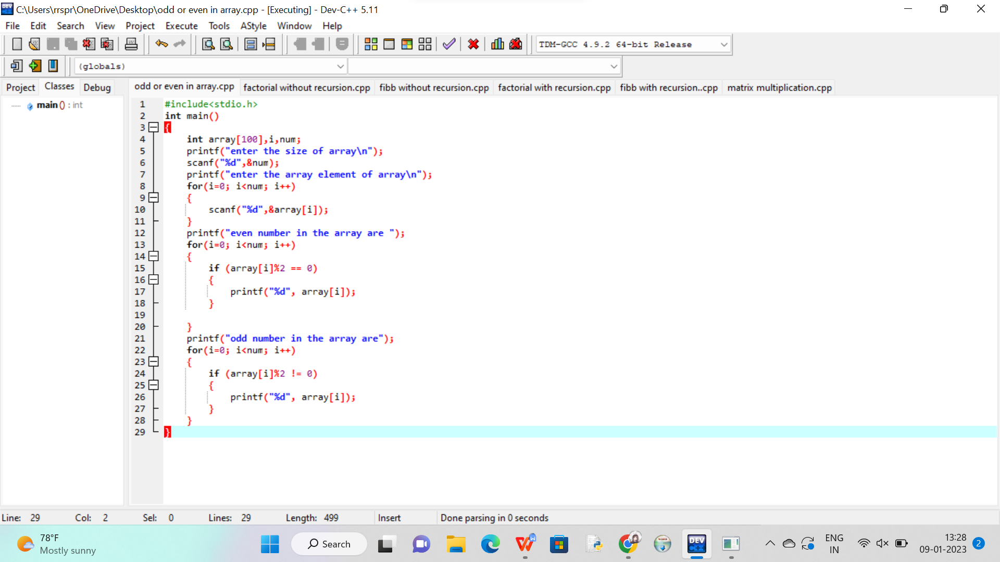 C:\Users\rrspr\OneDrive\Desktop\odd or even in array.cpp - [Executing] - Dev-C++ 5.11
File Edit Search View Project Execute Tools AStyle Window Help
TDM-GCC 4.9.2 64-bit Release
(globals)
Project Classes Debug
odd or even in array.cpp factorial without recursion.cpp fibb without recursion.cpp factorial with recursion.cpp fibb with recursion..cpp matrix multiplication.cpp
main () : int
1 #include<stdio.h>
2 int main()
3 {
4 int array[100],i,num;
5 printf("enter the size of array\n");
6 scanf("%d",&num);
7 printf("enter the array element of array\n");
8 for(i=0; i<num; i++)
9 {
10 scanf("%d",&array[i]);
11 }
12 printf("even number in the array are ");
13 for(i=0; i<num; i++)
14 {
15 if (array[i]%2 == 0)
16 {
17 printf("%d", array[i]);
18 }
19
20 }
21 printf("odd number in the array are");
22 for(i=0; i<num; i++)
23 {
24 if (array[i]%2 != 0)
25 {
26 printf("%d", array[i]);
27 }
28 }
29 }
Line: 29 Col: 2 Sel: 0 Lines: 29 Length: 499 Insert Done parsing in 0 seconds
78°F
Mostly sunny
Search
DEV
C++
ENG
IN
13:28
09-01-2023
2